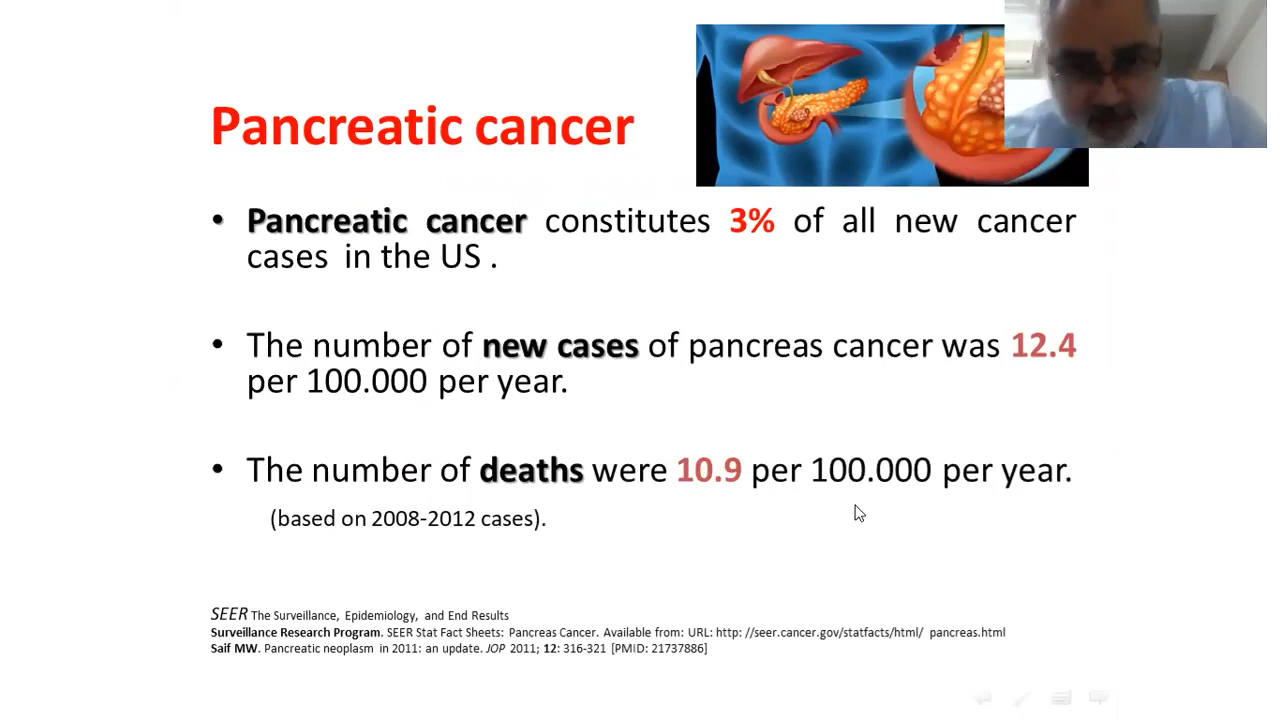 Pancreatic cancer
• Pancreatic cancer constitutes 3% of all new cancer
cases in the US .
• The number of new cases of pancreas cancer was 12.4
per 100.000 per year.
• The number of deaths were 10.9 per 100.000 per year.
(based on 2008-2012 cases).
SEER The Surveillance, Epidemiology, and End Results
Surveillance Research Program. SEER Stat Fact Sheets: Pancreas Cancer. Available from: URL: http: //seer.cancer.gov/statfacts/html/ pancreas.html
Saif MW. Pancreatic neoplasm in 2011: an update. JOP 2011; 12: 316-321 [PMID: 21737886]